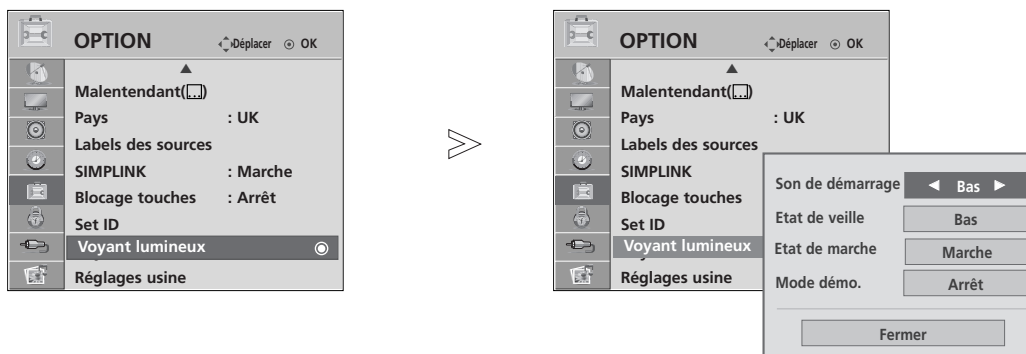 OPTION Déplacer OK
Malentendant(...)
Pays : UK
Labels des sources
SIMPLINK : Marche
Blocage touches : Arrêt
Set ID
Voyant lumineux
Réglages usine
OPTION Déplacer OK
Malentendant(...)
Pays : UK
Labels des sources
SIMPLINK
Blocage touches
Set ID
Voyant lumineux
Réglages usine
Son de démarrage ◄ Bas ►
Etat de veille Bas
Etat de marche Marche
Mode démo. Arrêt
Fermer